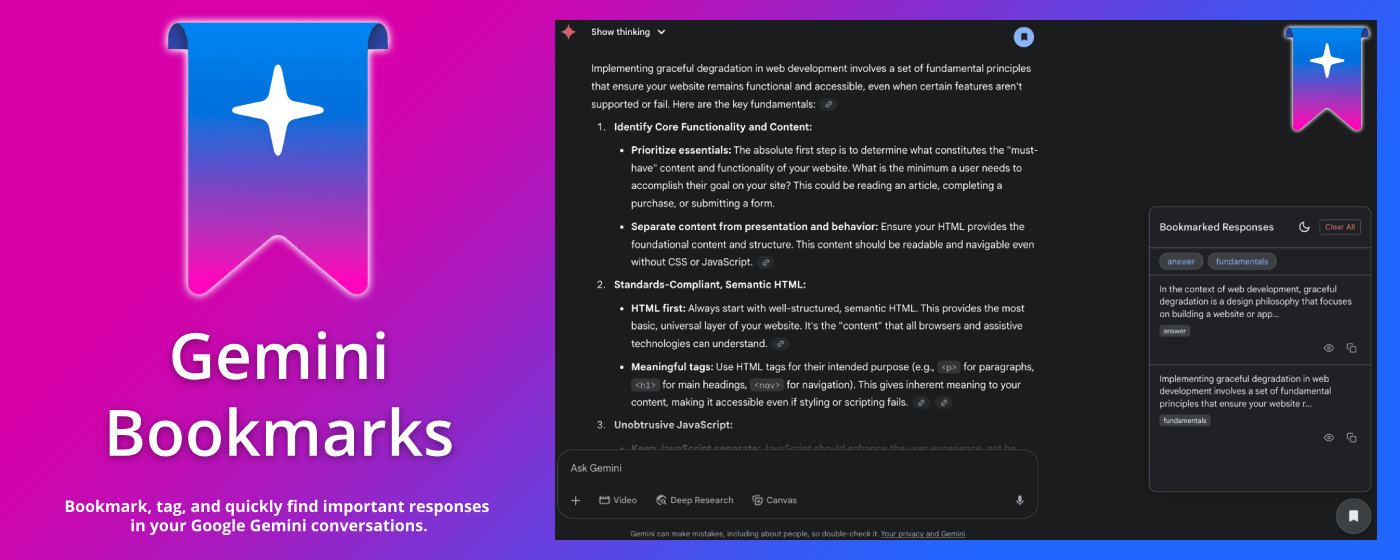 Gemini
Bookmarks
Bookmark, tag, and quickly find important responses
in your Google Gemini conversations.
Show thinking
Implementing graceful degradation in web development involves a set of fundamental principles
that ensure your website remains functional and accessible, even when certain features aren't
supported or fail. Here are the key fundamentals:
1. Identify Core Functionality and Content:
• Prioritize essentials: The absolute first step is to determine what constitutes the "must-
have" content and functionality of your website. What is the minimum a user needs to
accomplish their goal on your site? This could be reading an article, completing a
purchase, or submitting a form.
• Separate content from presentation and behavior: Ensure your HTML provides the
foundational content and structure. This content should be readable and navigable even
without CSS or JavaScript.
2. Standards-Compliant, Semantic HTML:
• HTML first: Always start with well-structured, semantic HTML. This provides the most
basic, universal layer of your website. It's the "content" that all browsers and assistive
technologies can understand.
• Meaningful tags: Use HTML tags for their intended purpose (e.g., <p> for paragraphs,
<h1> for main headings, <nav> for navigation). This gives inherent meaning to your
content, making it accessible even if styling or scripting fails.
3. Unobtrusive JavaScript:
• Keep JavaScript separate: JavaScript should enhance the user experience, not be
Ask Gemini
Video Deep Research Canvas
Gemini can make mistakes, including about people, so double-check it. Your privacy and Gemini
Bookmarked Responses Clear All
answer fundamentals
In the context of web development, graceful
degradation is a design philosophy that focuses
on building a website or app...
answer
Implementing graceful degradation in web
development involves a set of fundamental
principles that ensure your website r...
fundamentals